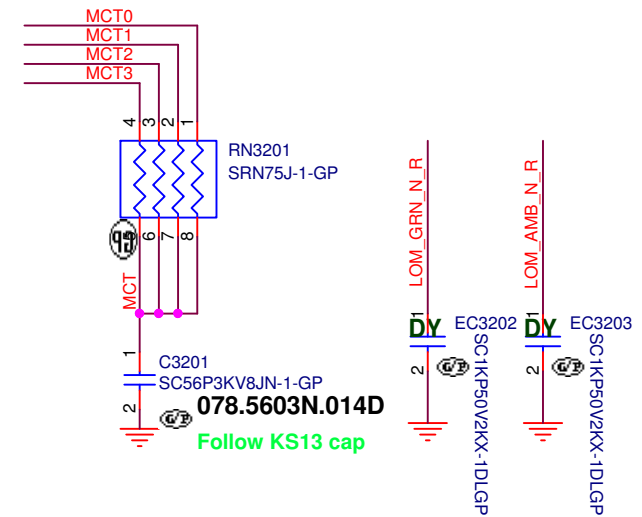 MCT0
MCT1
MCT2
MCT3
4
3
2
1
RN3201
SRN75J-1-GP
GP
6
7
8
MCT
1
C3201
SC56P3KV8JN-1-GP
2
G/P
078.5603N.014D
Follow KS13 cap
LOM_GRN_N_R
1
DY
EC3202
SC1KP50V2KX-1DLGP
2
G/P
LOM_AMB_N_R
1
DY
EC3203
SC1KP50V2KX-1DLGP
2
G/P